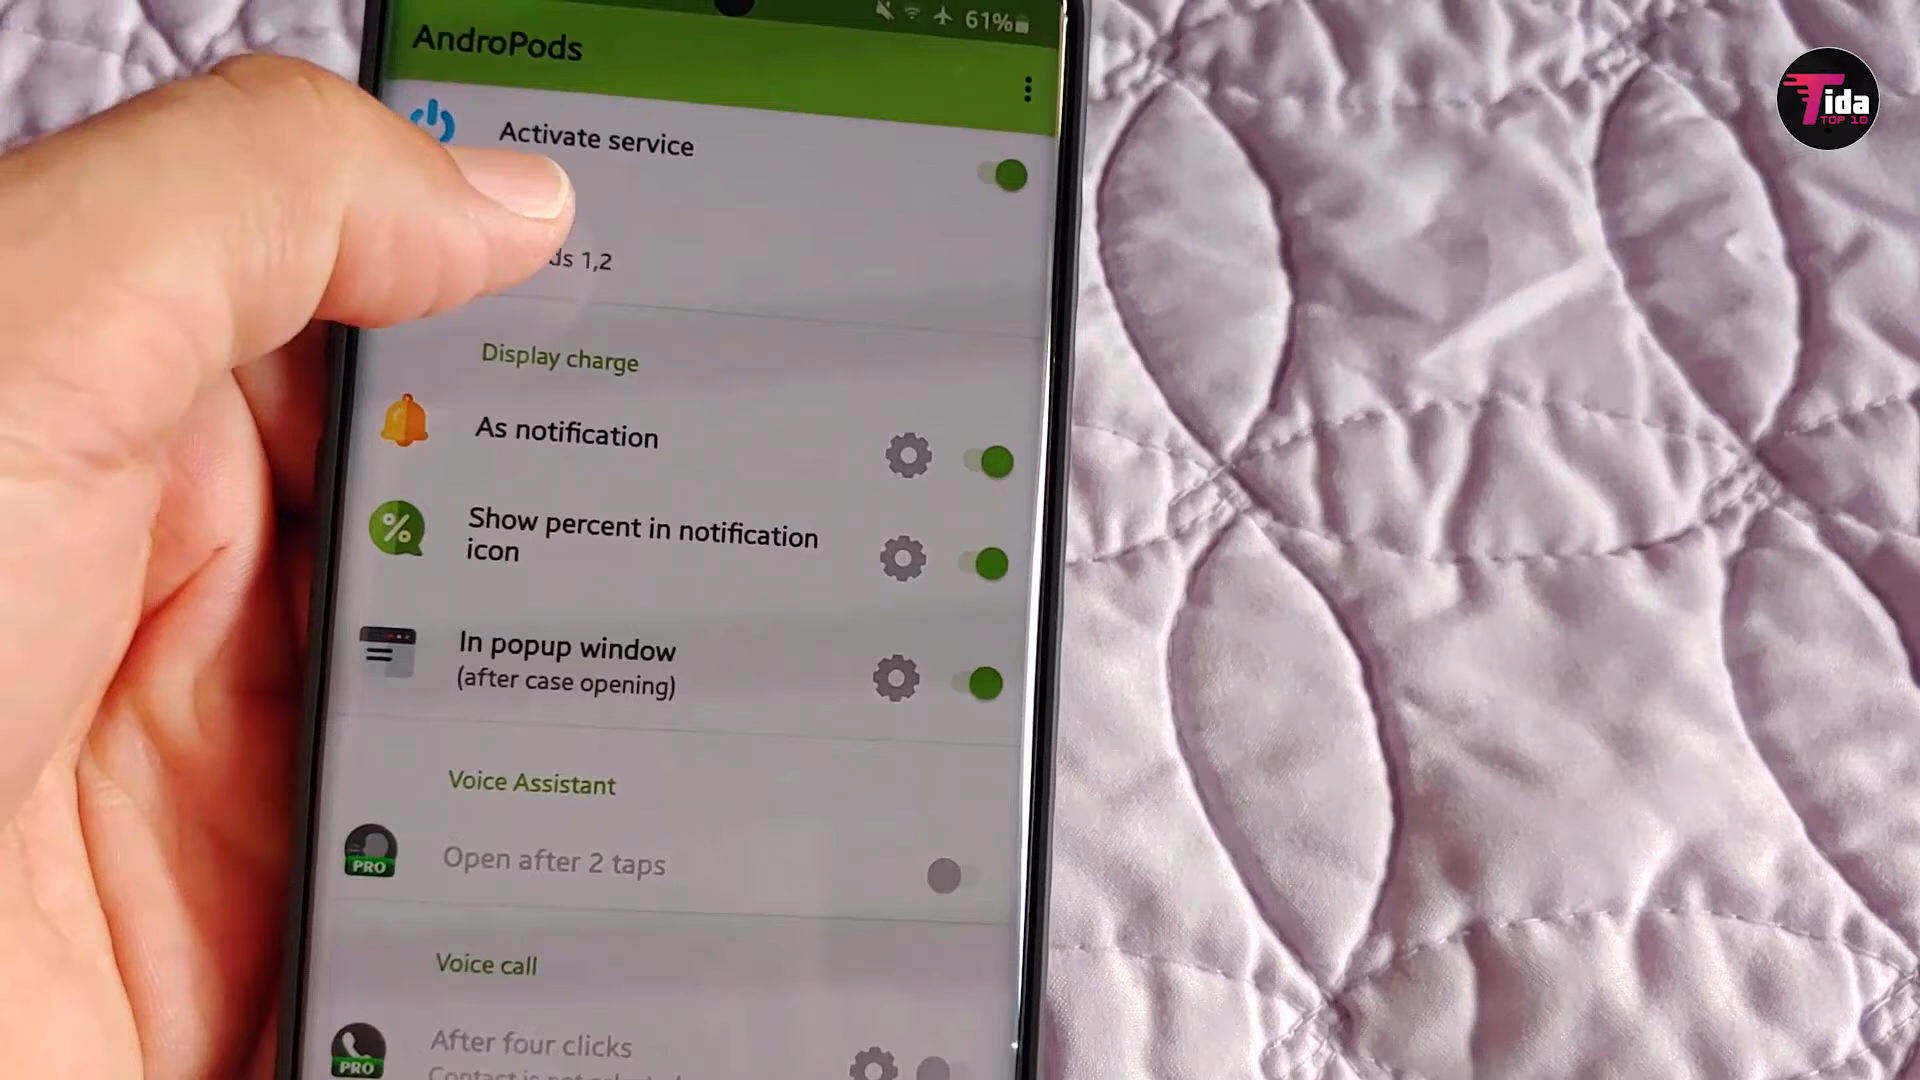 61%
AndroPods
Activate service
ds 1,2
Display charge
As notification
%
Show percent in notification
icon
In popup window
(after case opening)
Voice Assistant
PRO
Open after 2 taps
Voice call
PRO
After four clicks
Tida
TOP 10